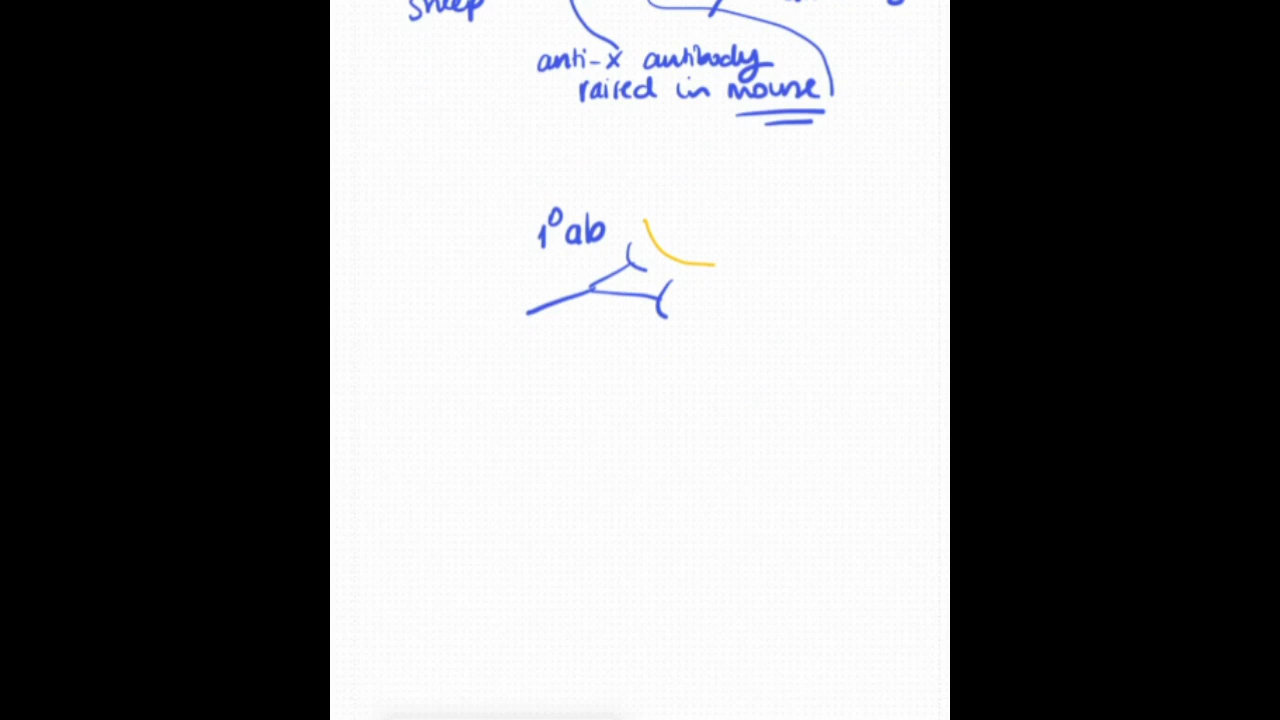 sheep
anti-x antibody
raised in mouse
1° ab